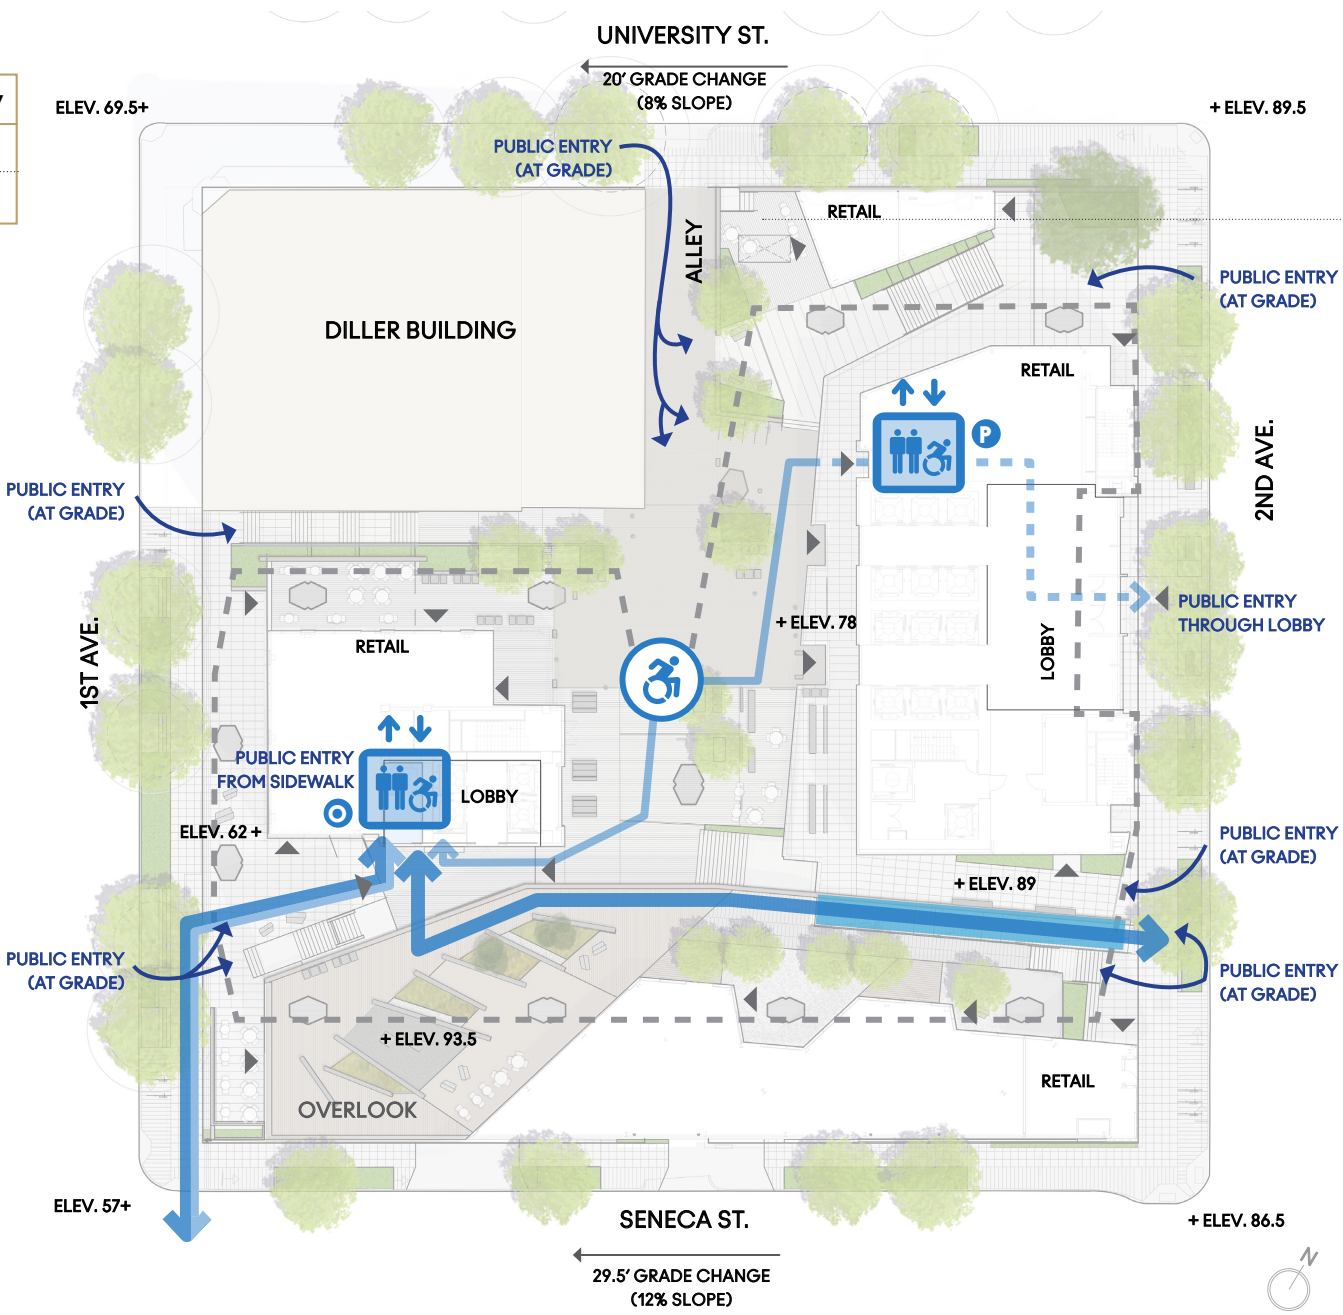 UNIVERSITY ST.
20' GRADE CHANGE
(8% SLOPE)
ELEV. 69.5+
+ ELEV. 89.5
PUBLIC ENTRY
(AT GRADE)
RETAIL
ALLEY
PUBLIC ENTRY
(AT GRADE)
DILLER BUILDING
RETAIL
P
2ND AVE.
PUBLIC ENTRY
(AT GRADE)
PUBLIC ENTRY
THROUGH LOBBY
+ ELEV. 78
LOBBY
1ST AVE.
RETAIL
PUBLIC ENTRY
FROM SIDEWALK
LOBBY
ELEV. 62 +
PUBLIC ENTRY
(AT GRADE)
+ ELEV. 89
PUBLIC ENTRY
(AT GRADE)
PUBLIC ENTRY
(AT GRADE)
+ ELEV. 93.5
RETAIL
OVERLOOK
ELEV. 57+
SENECA ST.
+ ELEV. 86.5
29.5' GRADE CHANGE
(12% SLOPE)
N